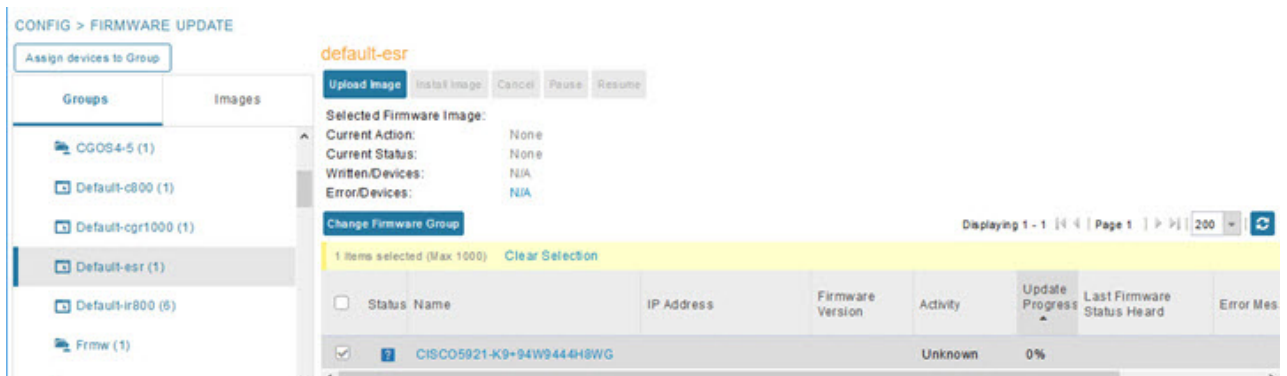 CONFIG > FIRMWARE UPDATE
Assign devices to Group
Groups Images
CGOS4-5 (1)
Default-c800 (1)
Default-cgr1000 (1)
Default-esr (1)
Default-ir800 (6)
Frmw (1)
default-esr
Upload Image Install Image Cancel Pause Resume
Selected Firmware Image:
Current Action: None
Current Status: None
Written/Devices: N/A
Error/Devices: N/A
Change Firmware Group Displaying 1 - 1 Page 1 200
1 items selected (Max 1000) Clear Selection
Status Name IP Address Firmware Version Activity Update Progress Last Firmware Status Heard Error Mes
? CISCO5921-K9+94W9444H8WG Unknown 0%